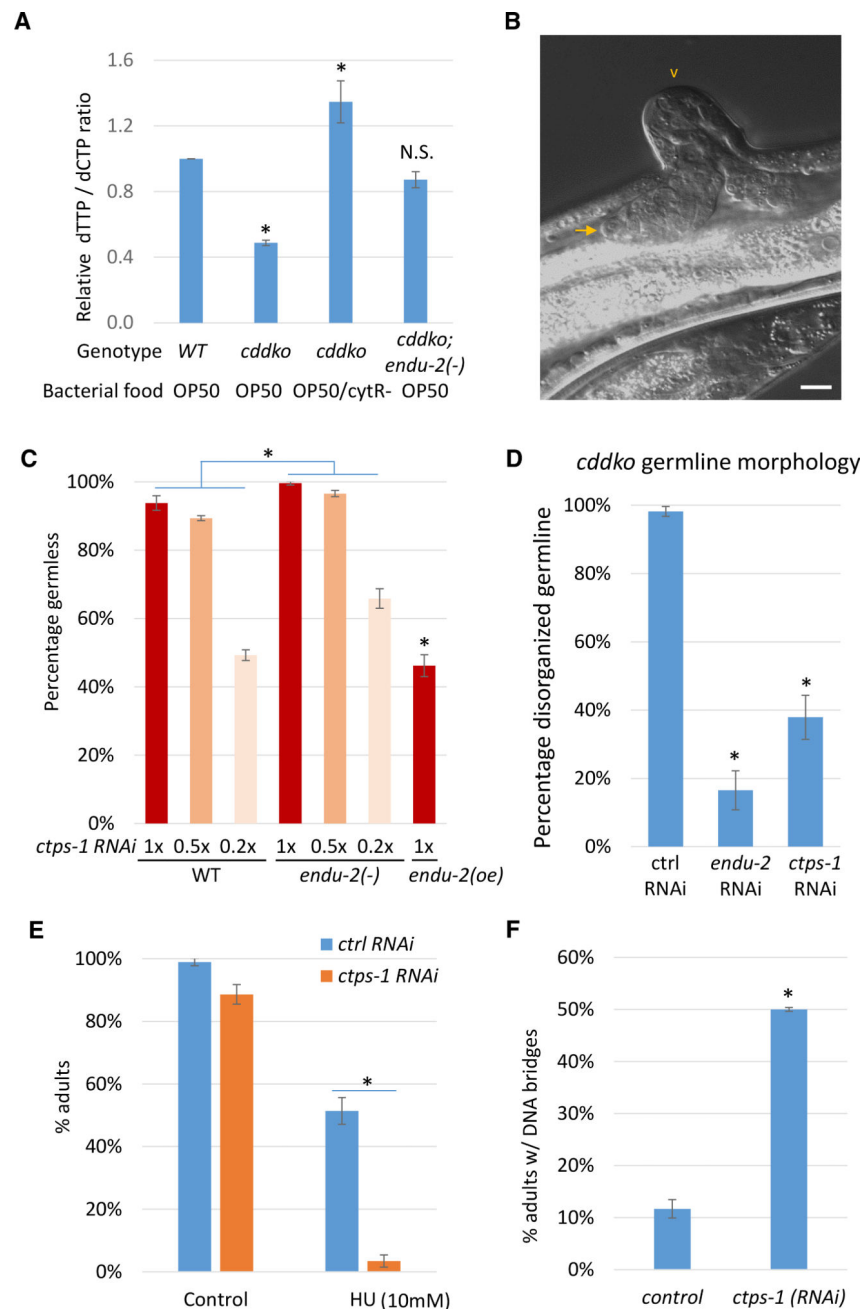 A
Relative dTTP / dCTP ratio
1.6
1.2
0.8
0.4
0.0
*
*
N.S.
Genotype WT cddko cddko cddko; endu-2(-)
Bacterial food OP50 OP50 OP50/cytR- OP50
B
v
C
Percentage germless
100%
80%
60%
40%
20%
0%
*
*
ctps-1 RNAi 1x 0.5x 0.2x 1x 0.5x 0.2x 1x
WT endu-2(-) endu-2(oe)
D
cddko germline morphology
Percentage disorganized germline
100%
80%
60%
40%
20%
0%
*
*
ctrl endu-2 ctps-1
RNAi RNAi RNAi
E
% adults
100%
80%
60%
40%
20%
0%
ctrl RNAi
ctps-1 RNAi
*
Control HU (10mM)
F
% adults w/ DNA bridges
60%
50%
40%
30%
20%
10%
0%
*
control ctps-1 (RNAi)